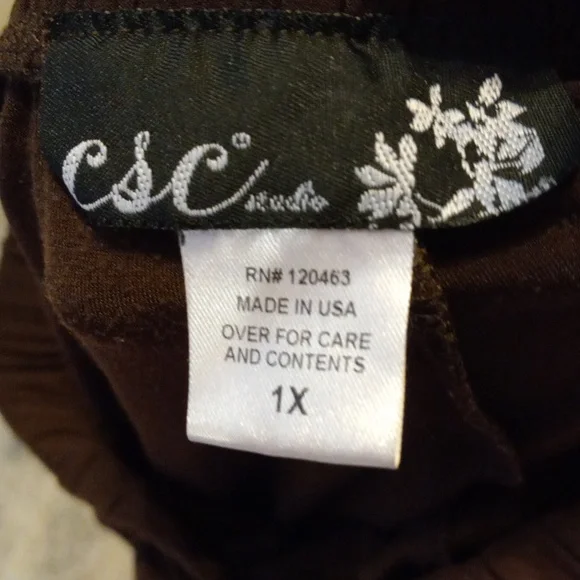 CSC® studio
RN# 120463
MADE IN USA
OVER FOR CARE
AND CONTENTS
1X